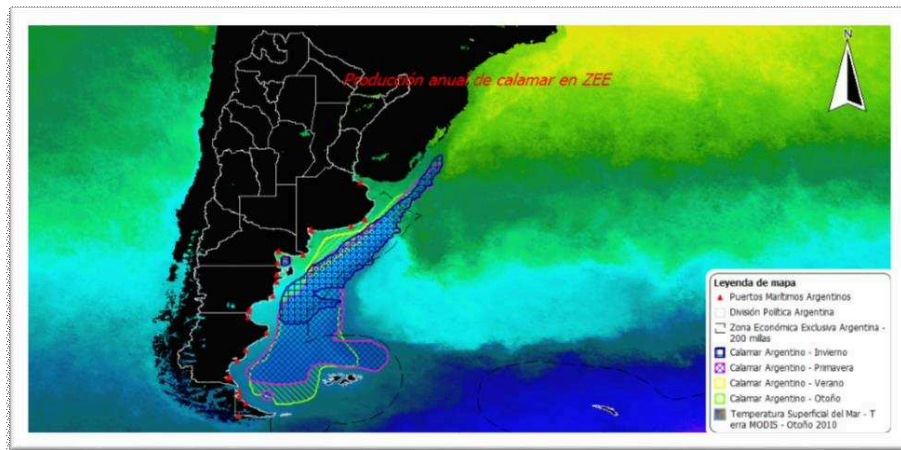 Producción anual de calamar en ZEE
N
Leyenda de mapa
Puertos Marítimos Argentinos
División Política Argentina
Zona Económica Exclusiva Argentina -
200 millas
Calamar Argentino - Invierno
Calamar Argentino - Primavera
Calamar Argentino - Verano
Calamar Argentino - Otoño
Temperatura Superficial del Mar - T
erra MODIS - Otoño 2010